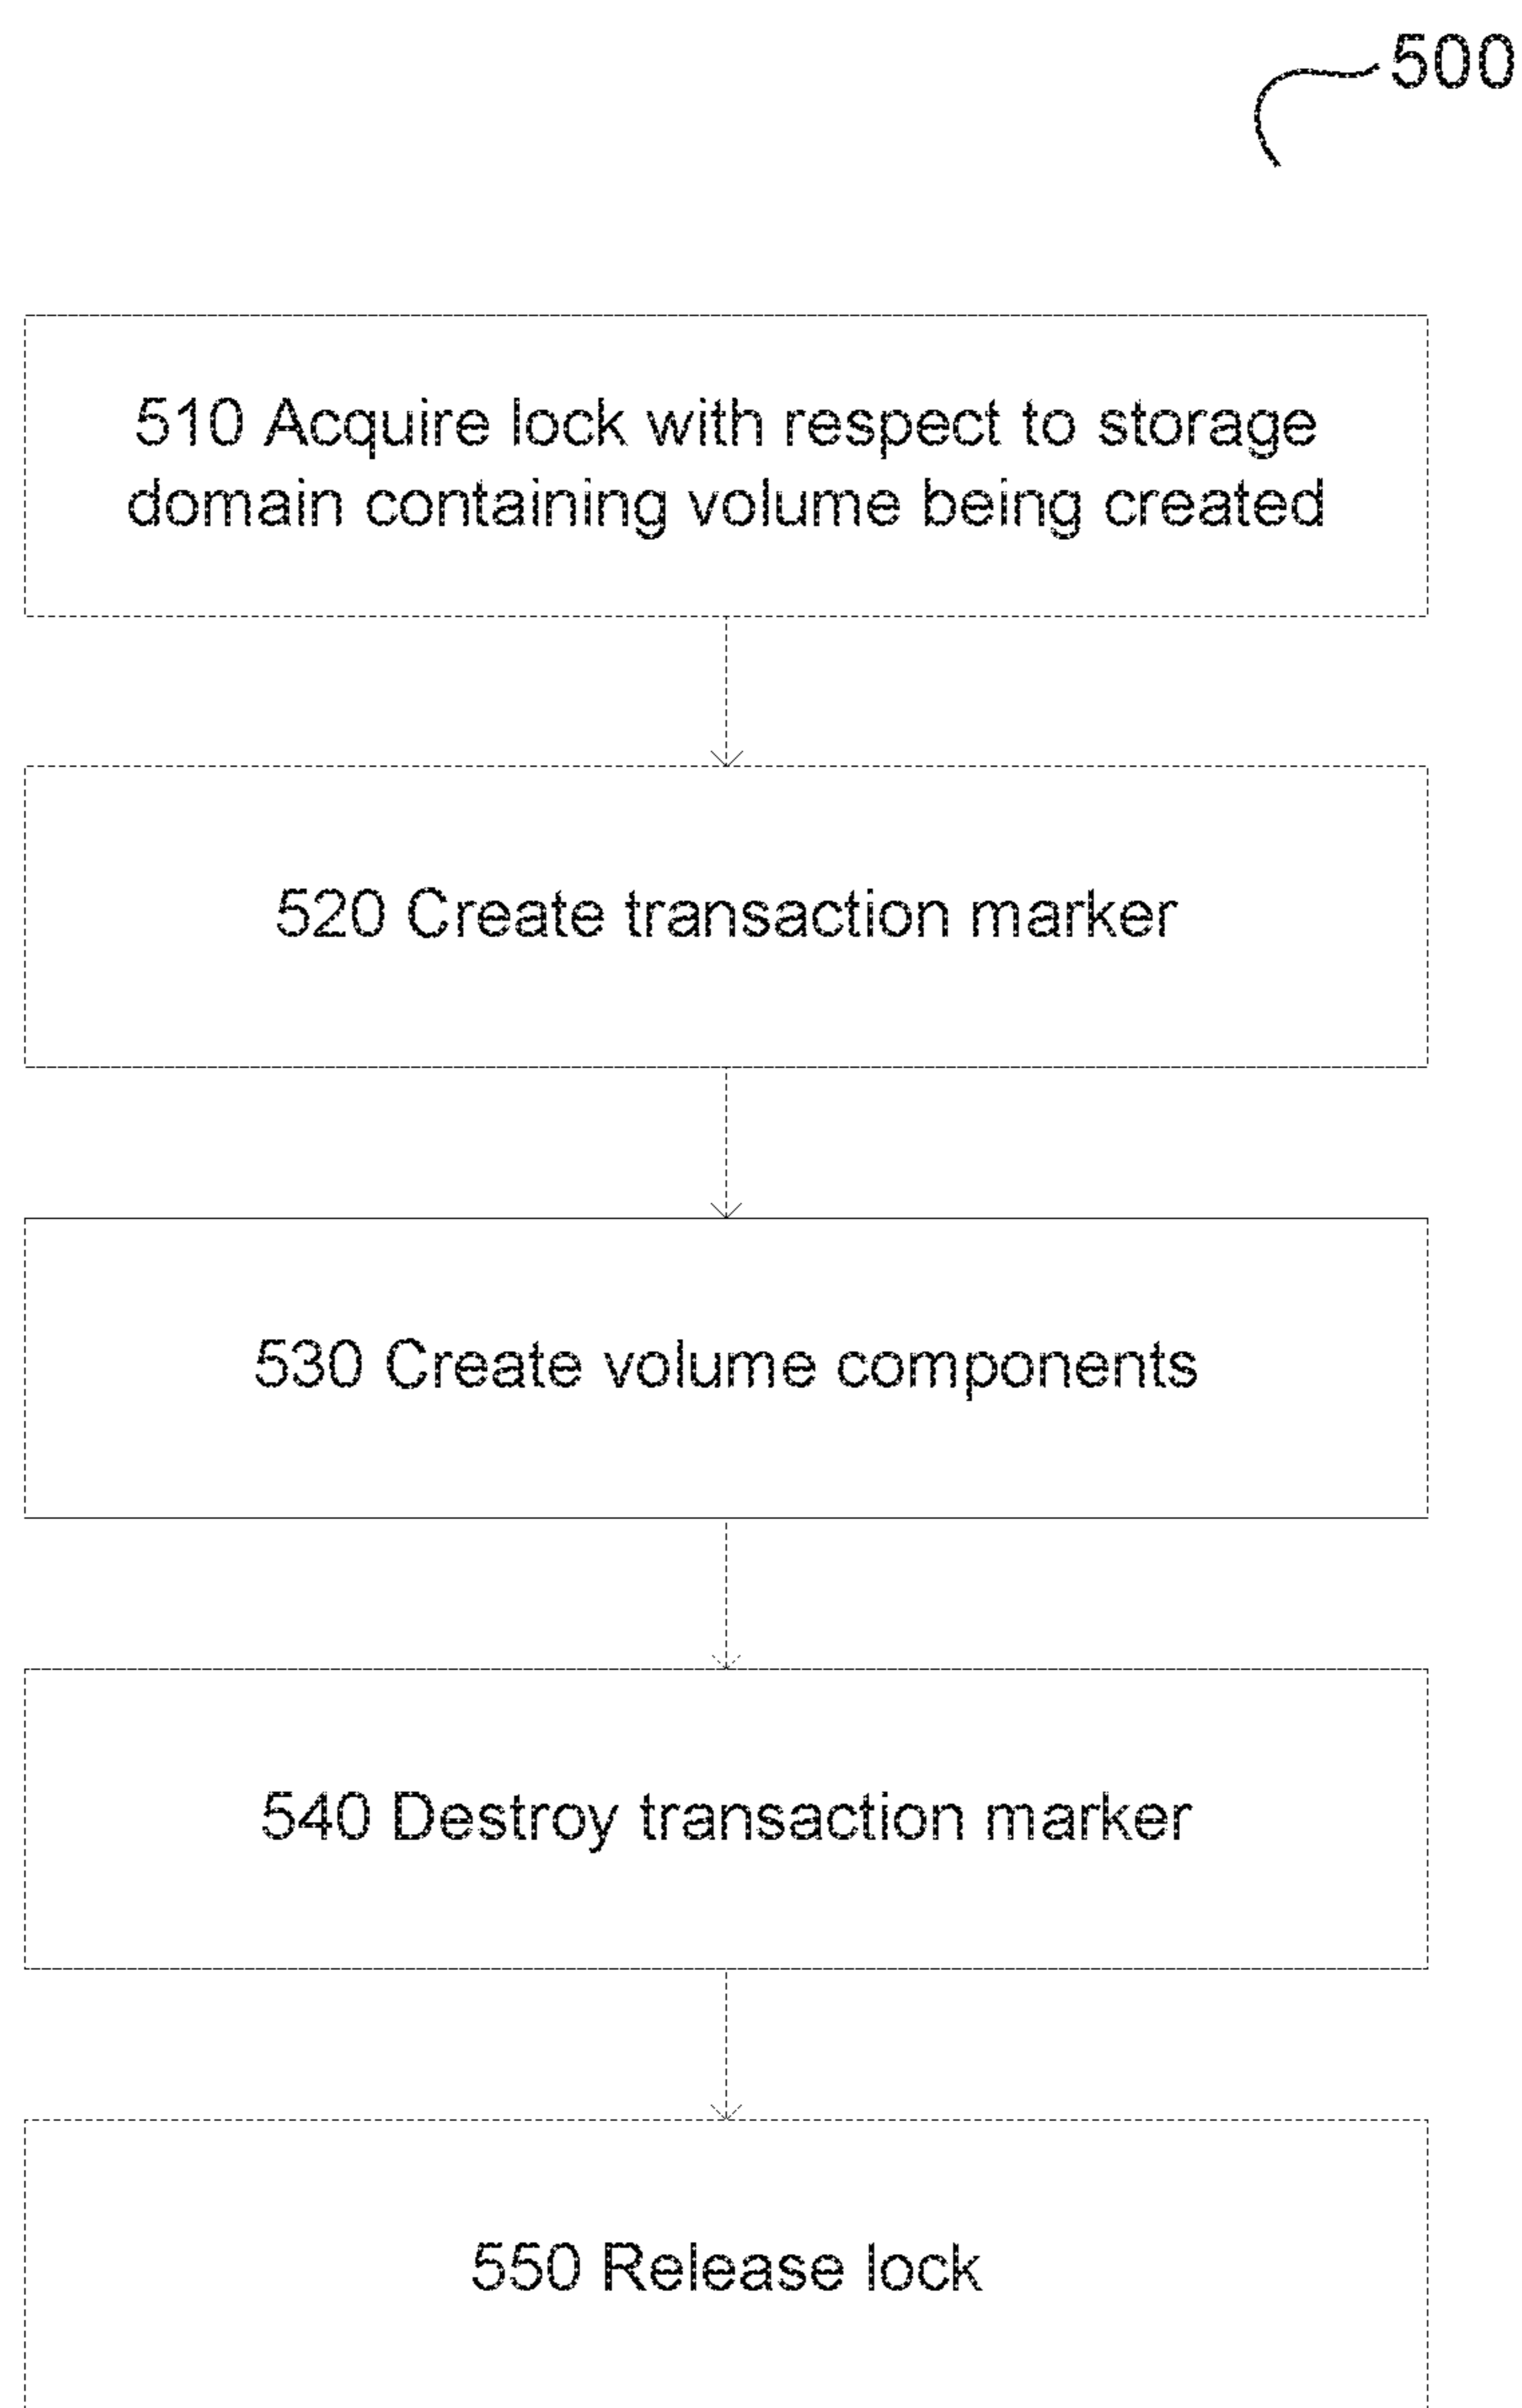 500
510 Acquire lock with respect to storage
domain containing volume being created
520 Create transaction marker
530 Create volume components
540 Destroy transaction marker
550 Release lock